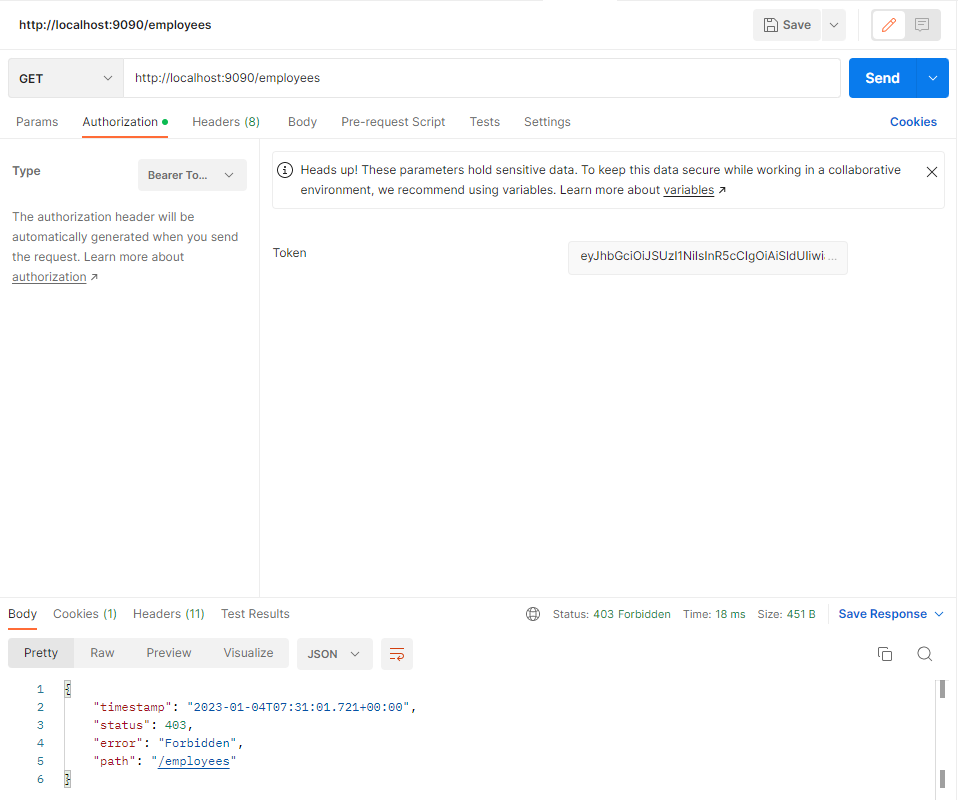 http://localhost:9090/employees
Save
GET
http://localhost:9090/employees
Send
Params Authorization Headers (8) Body Pre-request Script Tests Settings Cookies
Type
Bearer To...
The authorization header will be
automatically generated when you send
the request. Learn more about
authorization ↗
Heads up! These parameters hold sensitive data. To keep this data secure while working in a collaborative
environment, we recommend using variables. Learn more about variables ↗
Token
eyJhbGciOiJSUzI1NiIsInR5cCIgOiAiSldUIiwi...
Body Cookies (1) Headers (11) Test Results
Status: 403 Forbidden Time: 18 ms Size: 451 B Save Response
Pretty Raw Preview Visualize JSON
1 {
2 "timestamp": "2023-01-04T07:31:01.721+00:00",
3 "status": 403,
4 "error": "Forbidden",
5 "path": "/employees"
6 }